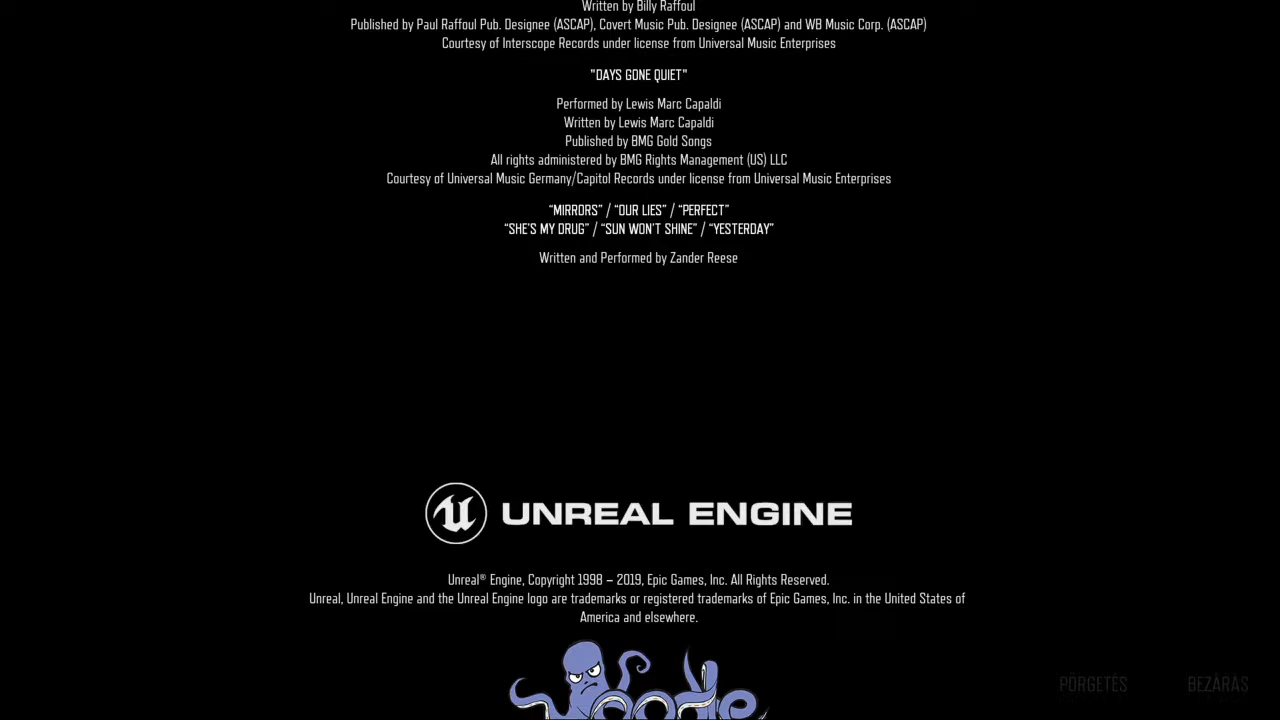 Written by Billy Raffoul
Published by Paul Raffoul Pub. Designee (ASCAP), Covert Music Pub. Designee (ASCAP) and WB Music Corp. (ASCAP)
Courtesy of Interscope Records under license from Universal Music Enterprises
"DAYS GONE QUIET"
Performed by Lewis Marc Capaldi
Written by Lewis Marc Capaldi
Published by BMG Gold Songs
All rights administered by BMG Rights Management (US) LLC
Courtesy of Universal Music Germany/Capitol Records under license from Universal Music Enterprises
“MIRRORS” / “OUR LIES” / “PERFECT”
“SHE’S MY DRUG” / “SUN WON’T SHINE” / “YESTERDAY”
Written and Performed by Zander Reese
UNREAL ENGINE
Unreal® Engine, Copyright 1998 – 2019, Epic Games, Inc. All Rights Reserved.
Unreal, Unreal Engine and the Unreal Engine logo are trademarks or registered trademarks of Epic Games, Inc. in the United States of
America and elsewhere.
oodle
PÖRGETÉS BEZÁRÁS